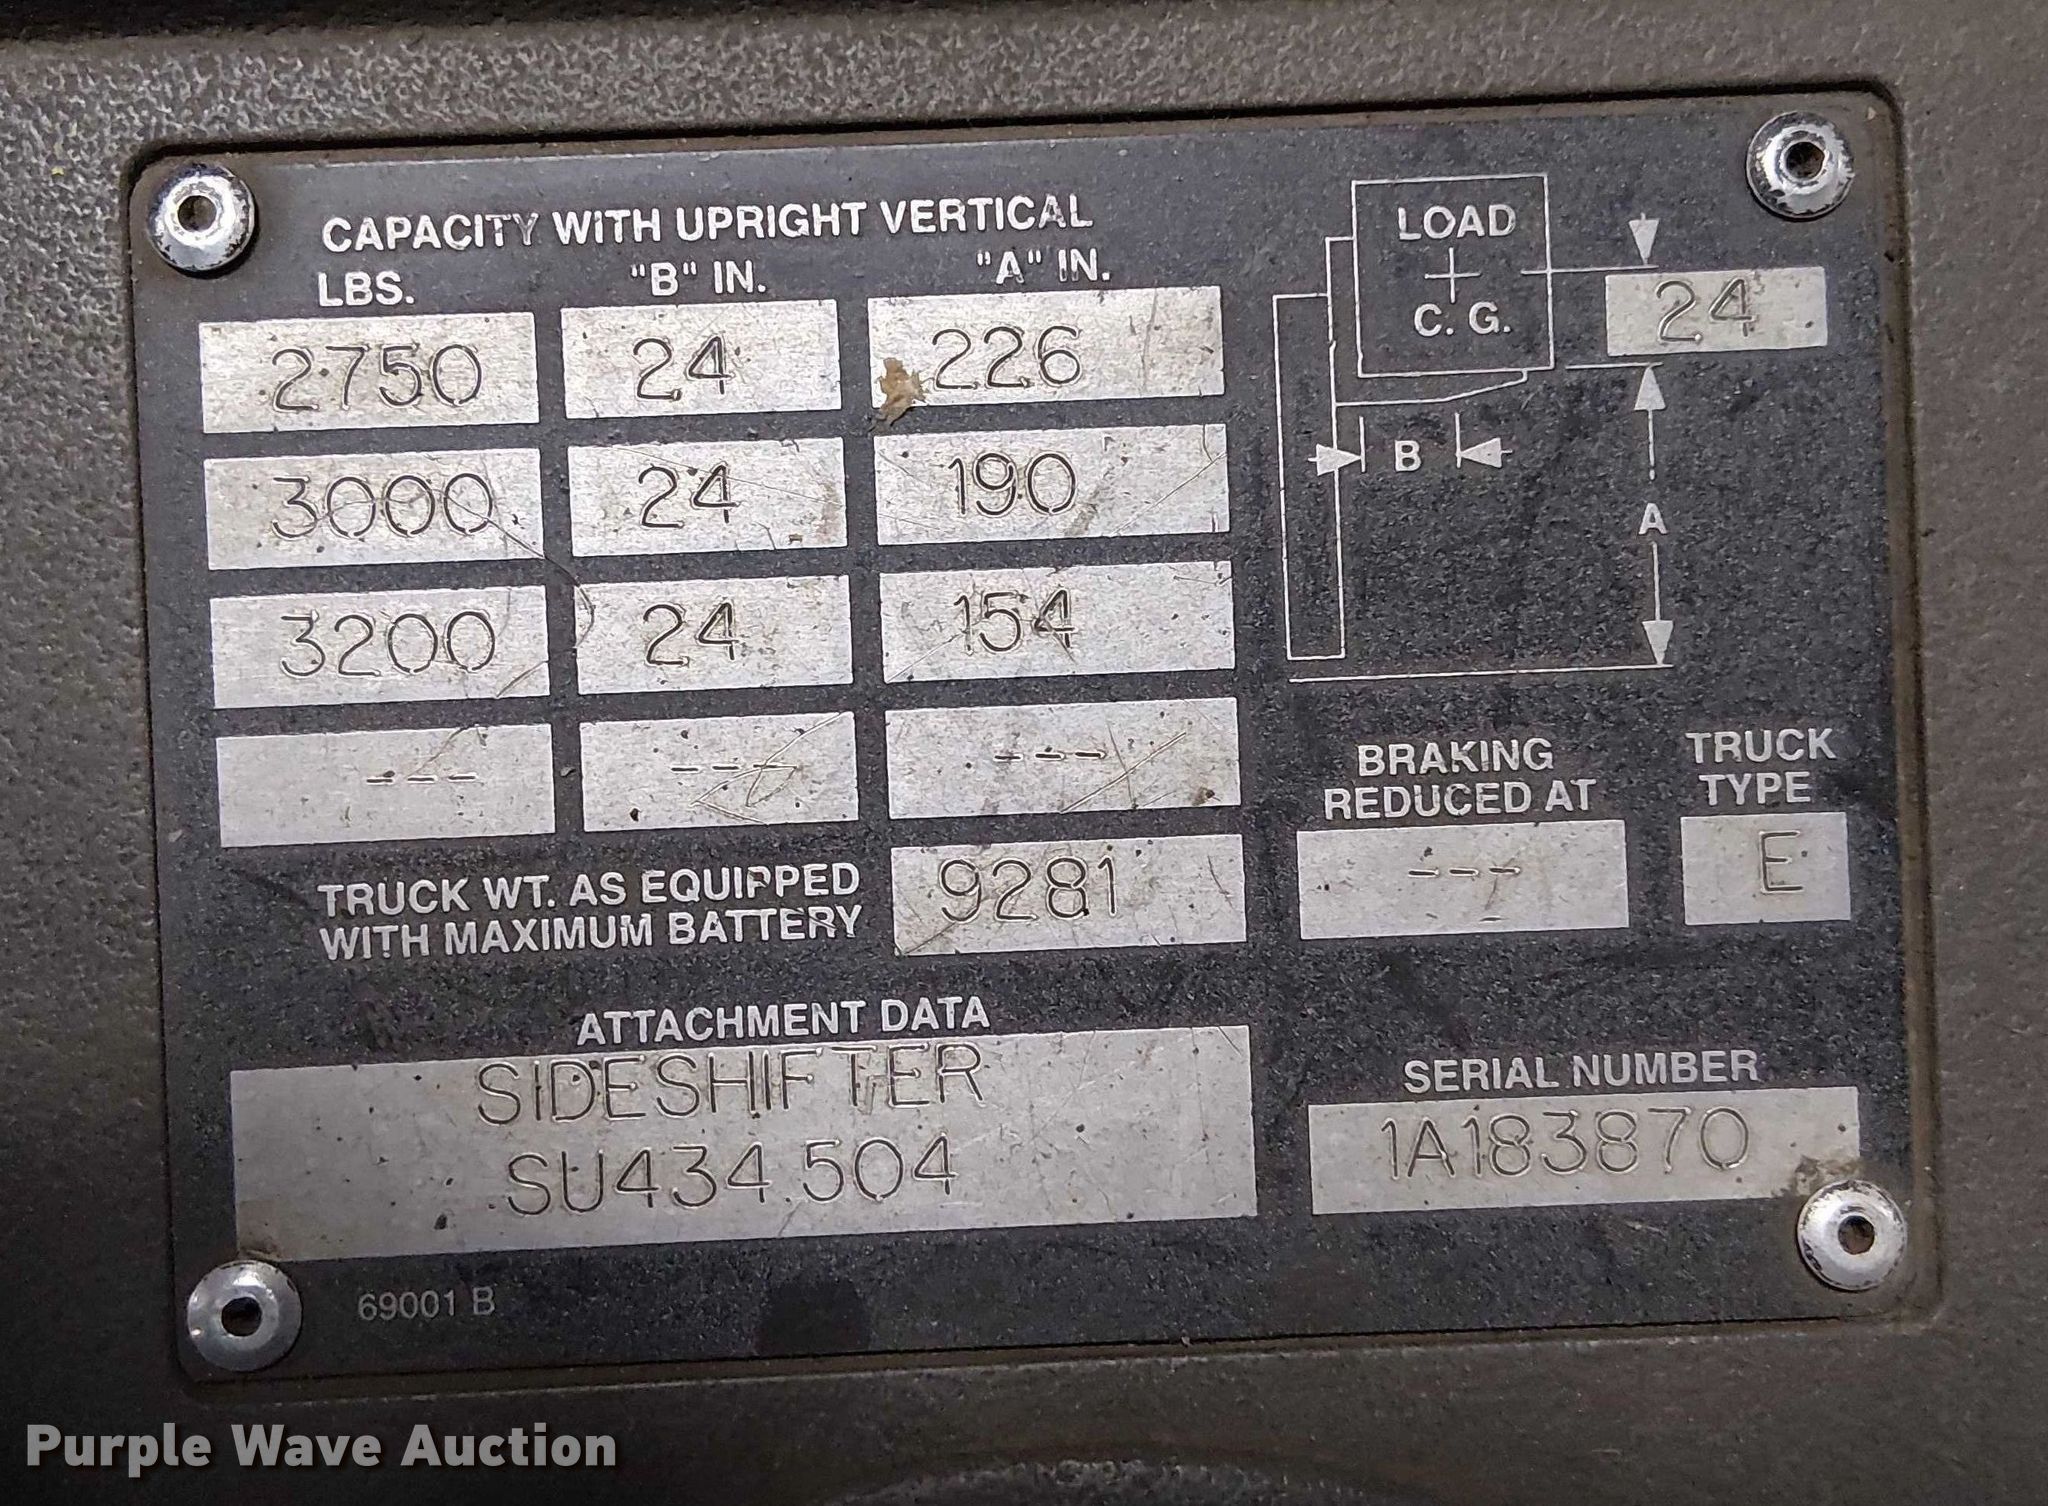 CAPACITY WITH UPRIGHT VERTICAL
LBS. "B" IN. "A" IN.
2750 24 226
3000 24 190
3200 24 154
--- --- ---
LOAD
C. G.
24
B
A
TRUCK WT. AS EQUIPPED
WITH MAXIMUM BATTERY
9281
BRAKING
REDUCED AT
---
TRUCK
TYPE
E
ATTACHMENT DATA
SIDESHIFTER
SU434.504
SERIAL NUMBER
1A183870
69001 B
Purple Wave Auction